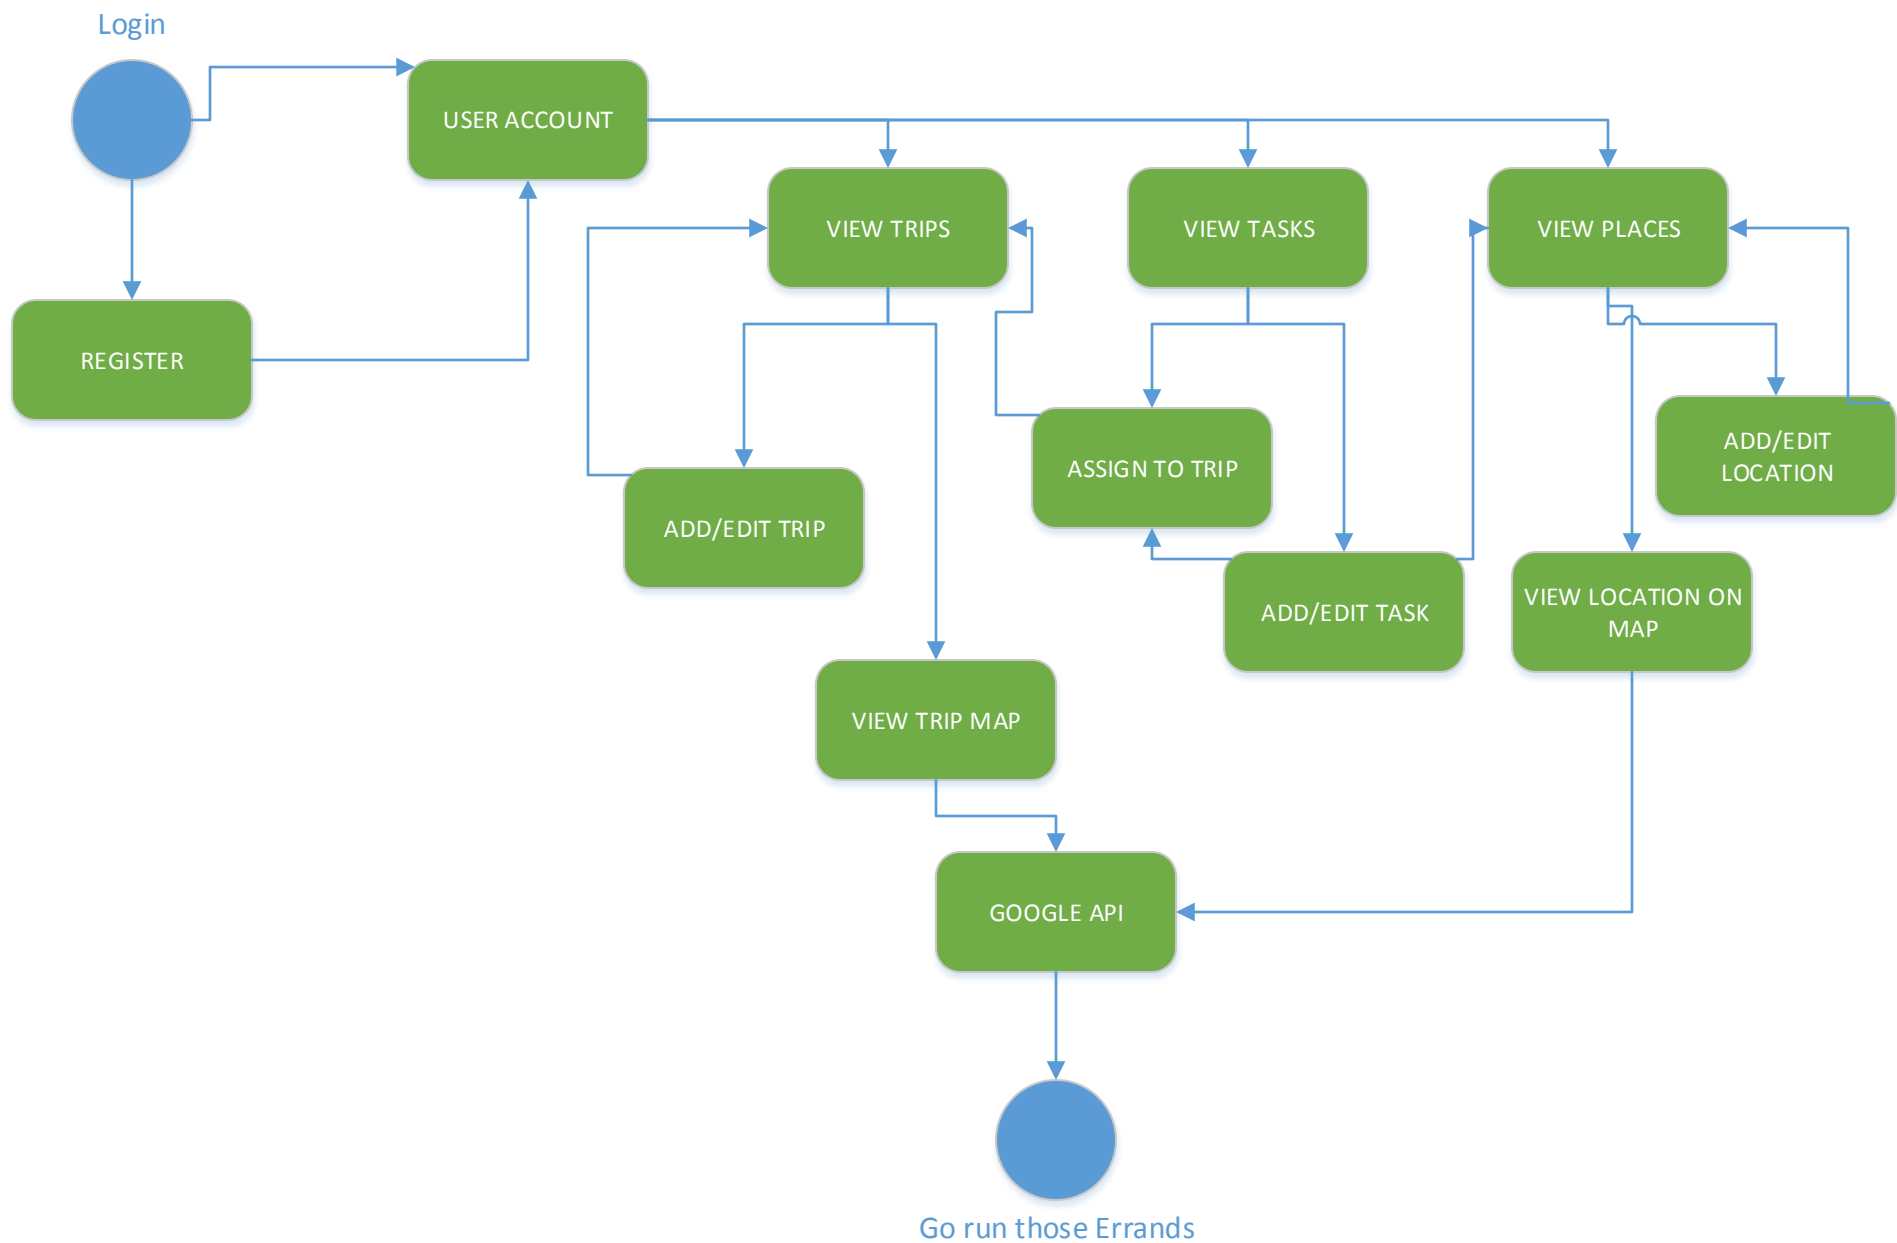 Login
USER ACCOUNT
VIEW TRIPS
VIEW TASKS
VIEW PLACES
REGISTER
ASSIGN TO TRIP
ADD/EDIT
LOCATION
ADD/EDIT TRIP
ADD/EDIT TASK
VIEW LOCATION ON
MAP
VIEW TRIP MAP
GOOGLE API
Go run those Errands